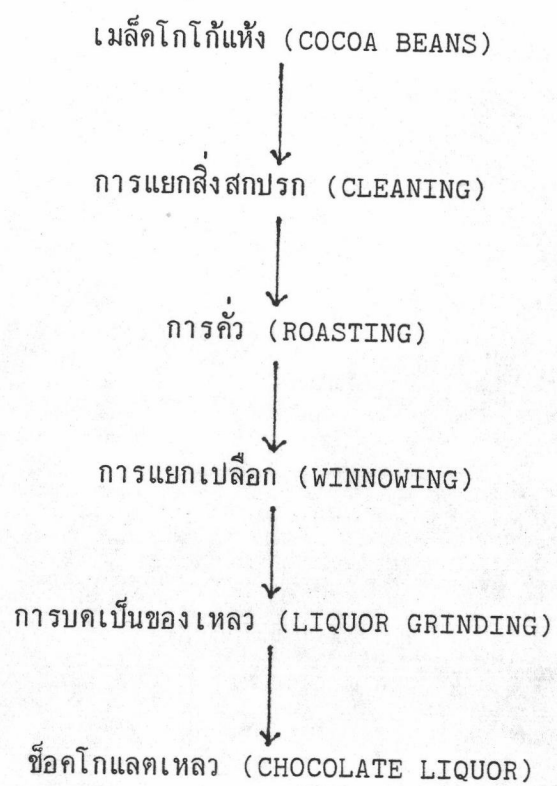 เมล็ดโกโก้แห้ง (COCOA BEANS)
การแยกสิ่งสกปรก (CLEANING)
การคั่ว (ROASTING)
การแยกเปลือก (WINNOWING)
การบดเป็นของเหลว (LIQUOR GRINDING)
ช็อคโกแลตเหลว (CHOCOLATE LIQUOR)